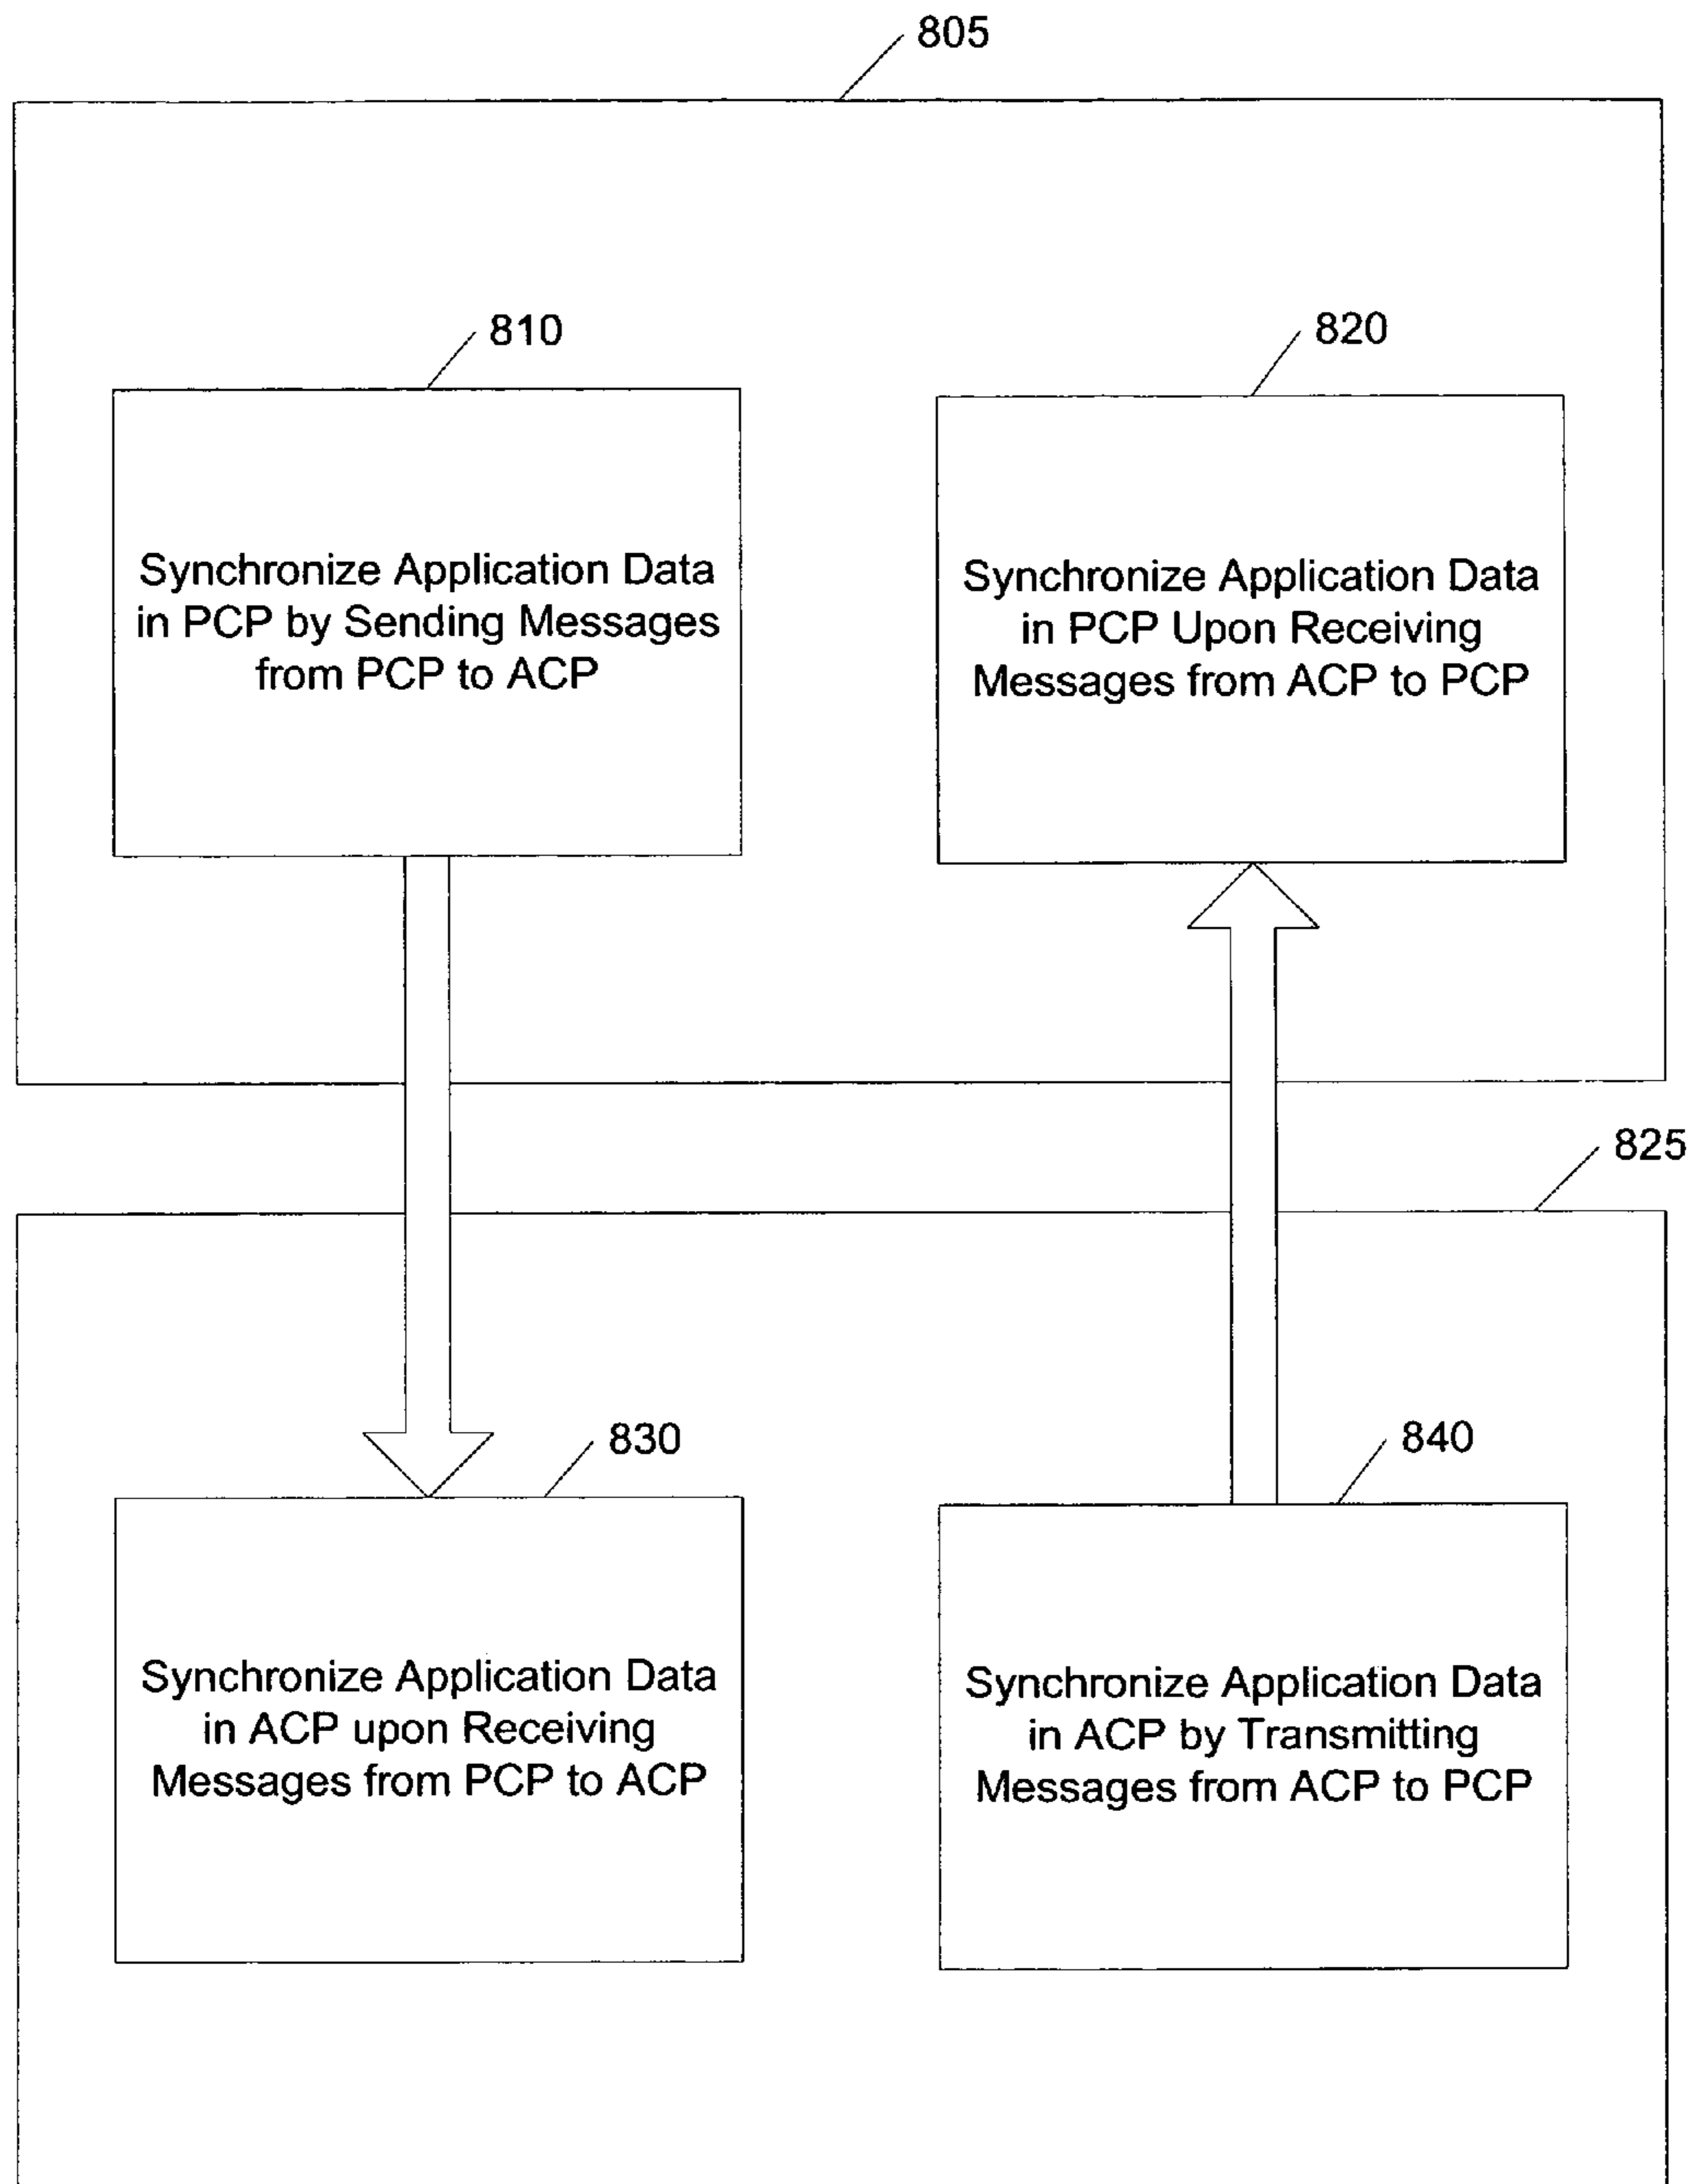 805
810
820
Synchronize Application Data
in PCP by Sending Messages
from PCP to ACP
Synchronize Application Data
in PCP Upon Receiving
Messages from ACP to PCP
825
830
840
Synchronize Application Data
in ACP upon Receiving
Messages from PCP to ACP
Synchronize Application Data
in ACP by Transmitting
Messages from ACP to PCP